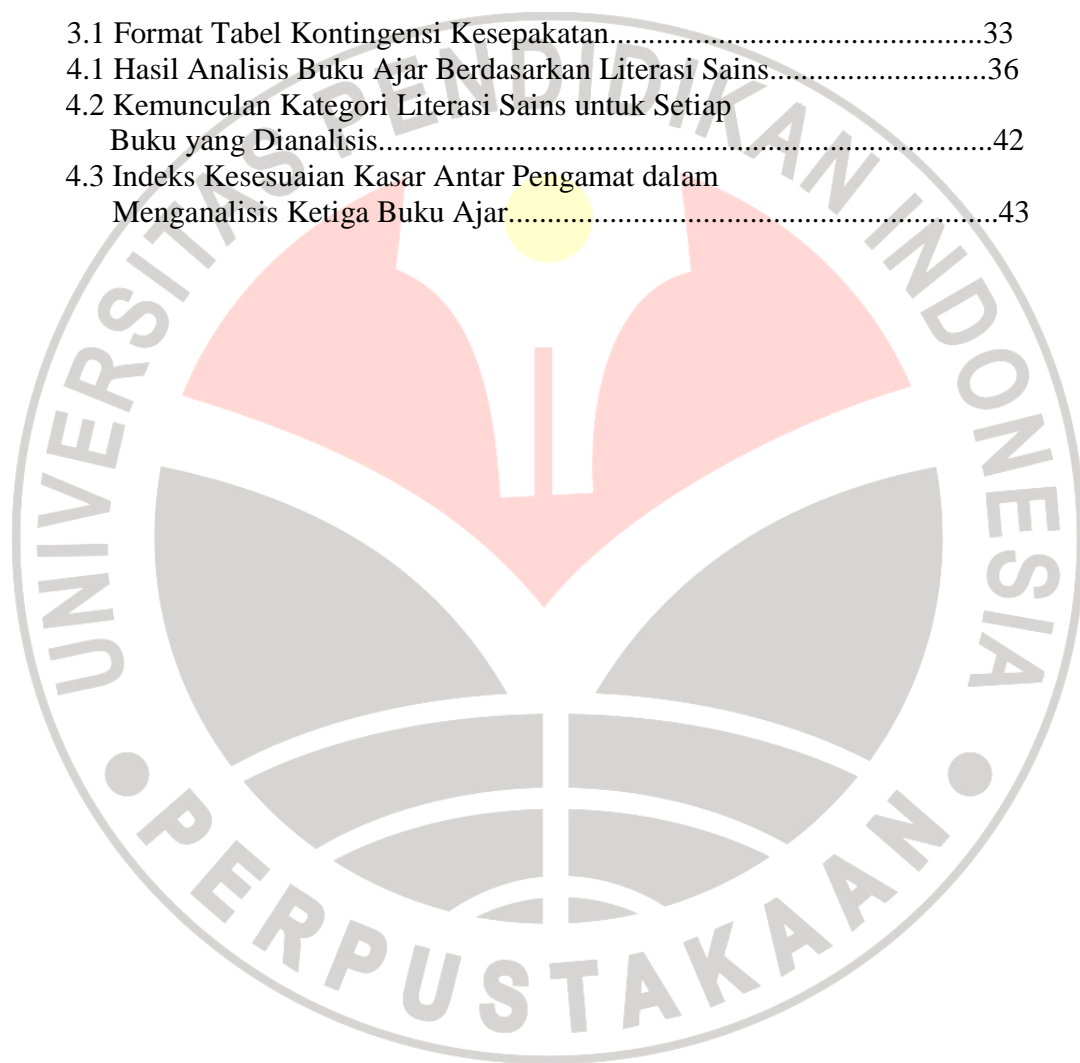 3.1 Format Tabel Kontingensi Kesepakatan................................................33
4.1 Hasil Analisis Buku Ajar Berdasarkan Literasi Sains............................36
4.2 Kemunculan Kategori Literasi Sains untuk Setiap
Buku yang Dianalisis................................................................................42
4.3 Indeks Kesesuaian Kasar Antar Pengamat dalam
Menganalisis Ketiga Buku Ajar...............................................................43
UNIVERSITAS PENDIDIKAN INDONESIA
PERPUSTAKAAN